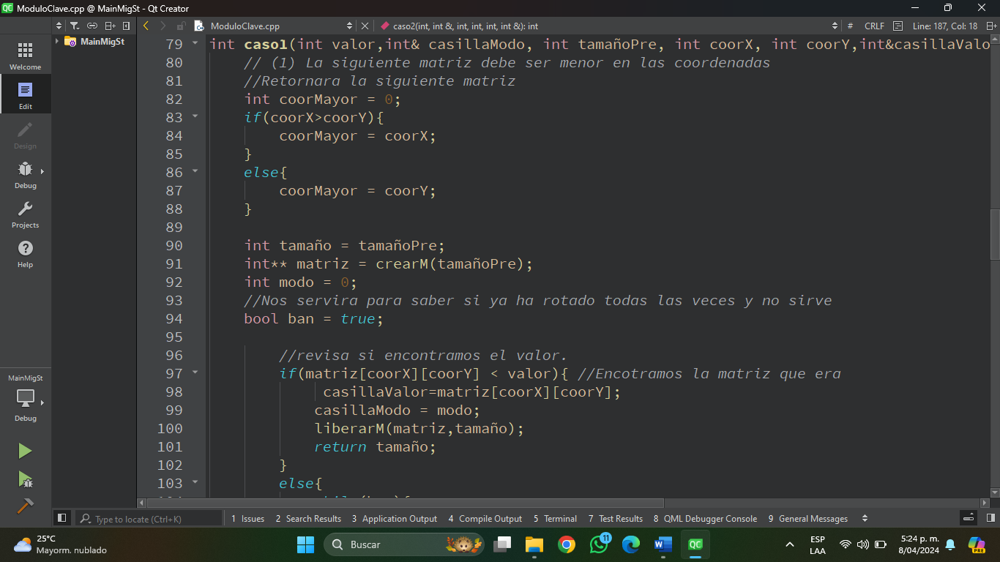 ModuloClave.cpp @ MainMigSt - Qt Creator
ModuloClave.cpp
caso2(int, int &, int, int, int, int &): int
#
CRLF
Line: 187, Col: 18
MainMigSt
Welcome
Edit
Design
Debug
Projects
Help
MainMigSt
Debug
79 int caso1(int valor,int& casillaModo, int tamañoPre, int coorX, int coorY,int&casillaValo
80 // (1) La siguiente matriz debe ser menor en las coordenadas
81 //Retornara la siguiente matriz
82 int coorMayor = 0;
83 if(coorX>coorY){
84 coorMayor = coorX;
85 }
86 else{
87 coorMayor = coorY;
88 }
89
90 int tamaño = tamañoPre;
91 int** matriz = crearM(tamañoPre);
92 int modo = 0;
93 //Nos servira para saber si ya ha rotado todas las veces y no sirve
94 bool ban = true;
95
96 //revisa si encontramos el valor.
97 if(matriz[coorX][coorY] < valor){ //Encotramos la matriz que era
98 casillaValor=matriz[coorX][coorY];
99 casillaModo = modo;
100 liberarM(matriz,tamaño);
101 return tamaño;
102 }
103 else{
Type to locate (Ctrl+K)
1 Issues
2 Search Results
3 Application Output
4 Compile Output
5 Terminal
7 Test Results
8 QML Debugger Console
9 General Messages
25°C
Mayorm. nublado
Buscar
11
ESP
LAA
5:24 p. m.
8/04/2024
PRE